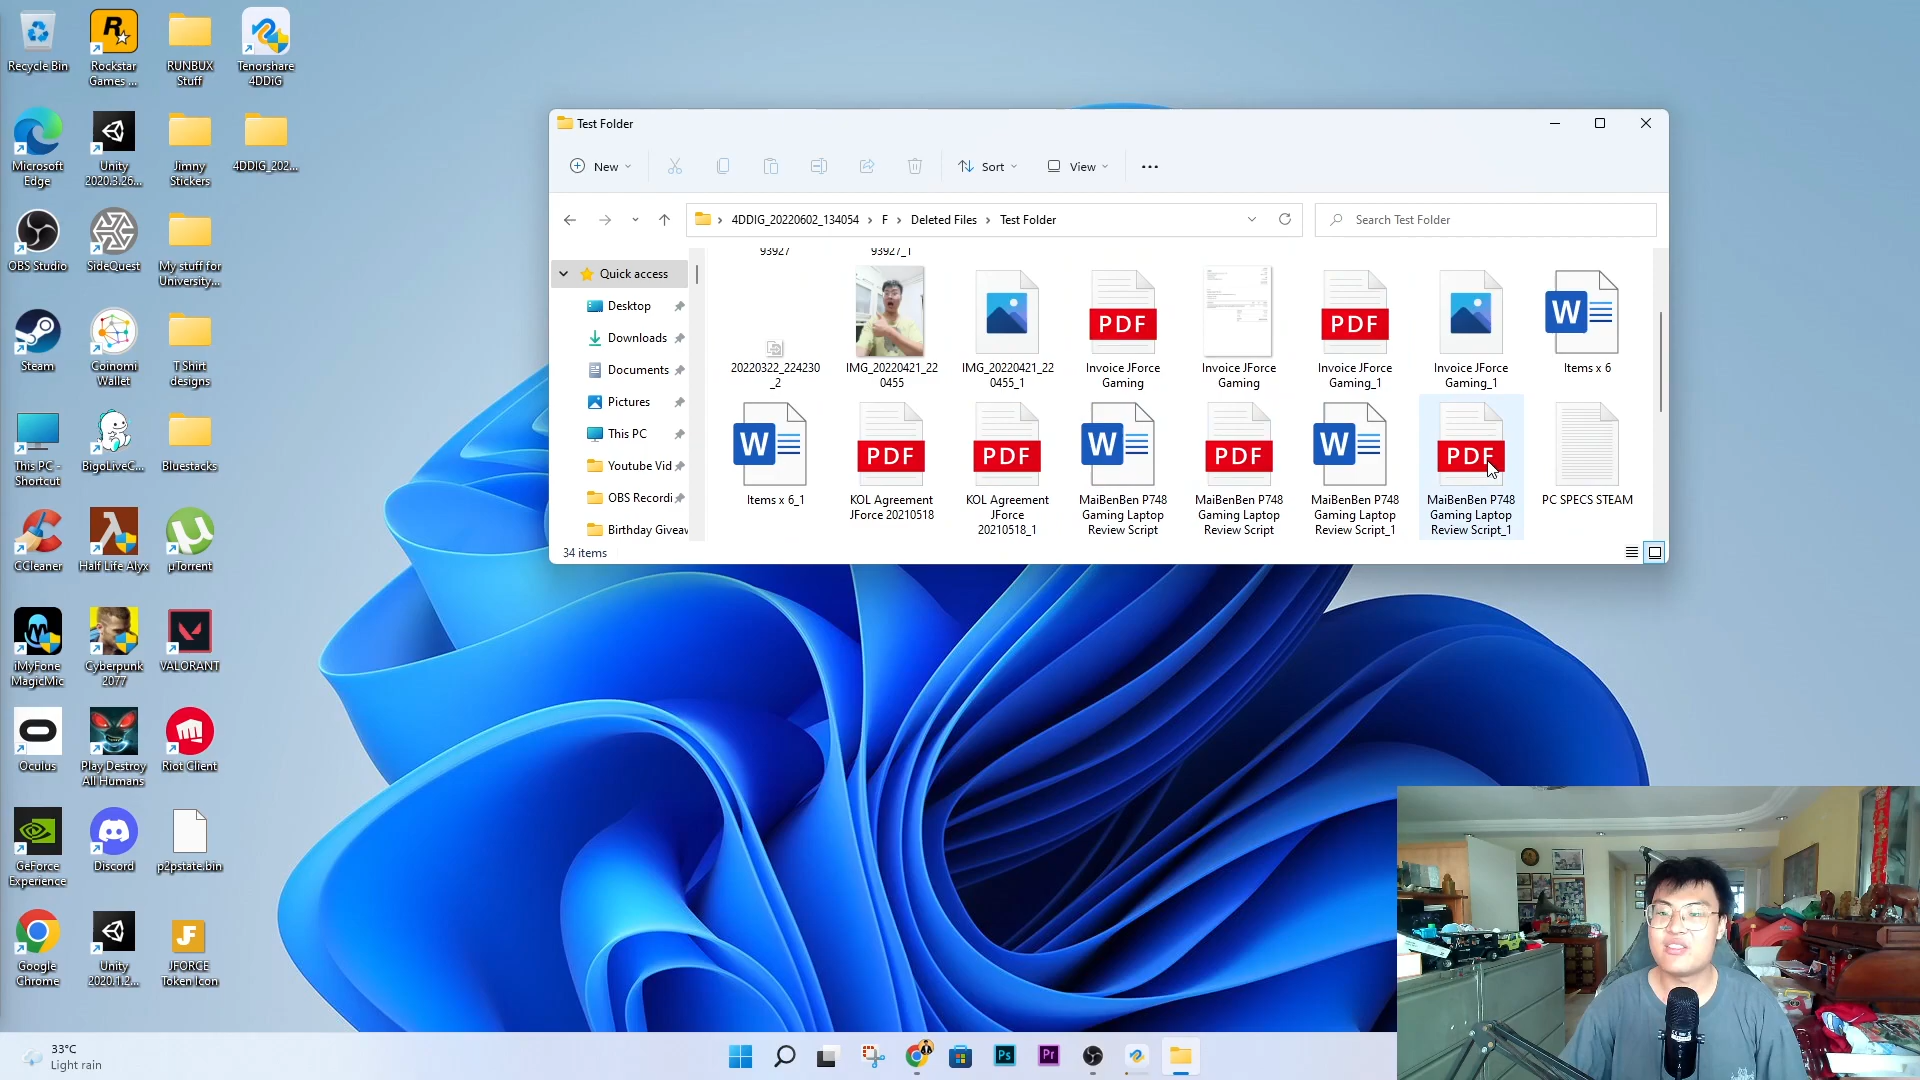 Recycle Bin
Rockstar
Games ...
RUNBUX
Stuff
Tenorshare
4DDiG
Microsoft
Edge
Unity
2020.3.26...
Jimny
Stickers
4DDIG_202...
OBS Studio
SideQuest
My stuff for
University...
Steam
Coinomi
Wallet
T Shirt
designs
This PC -
Shortcut
BigoLiveC...
Bluestacks
CCleaner
Half Life Alyx
µTorrent
iMyFone
MagicMic
Cyberpunk
2077
VALORANT
Oculus
Play Destroy
All Humans
Riot Client
GeForce
Experience
Discord
p2pstate.bin
Google
Chrome
Unity
2020.1.2...
JFORCE
Token Icon
Test Folder
New
Sort
View
4DDIG_20220602_134054 > F > Deleted Files > Test Folder
Search Test Folder
Quick access
Desktop
Downloads
Documents
Pictures
This PC
Youtube Vid
OBS Recordi
Birthday Giveaw
93927
93927_1
20220322_224230
_2
IMG_20220421_22
0455
IMG_20220421_22
0455_1
PDF
Invoice JForce
Gaming
Invoice JForce
Gaming
PDF
Invoice JForce
Gaming_1
Invoice JForce
Gaming_1
W
Items x 6
W
Items x 6_1
PDF
KOL Agreement
JForce 20210518
PDF
KOL Agreement
JForce
20210518_1
W
MaiBenBen P748
Gaming Laptop
Review Script
PDF
MaiBenBen P748
Gaming Laptop
Review Script
W
MaiBenBen P748
Gaming Laptop
Review Script_1
PDF
MaiBenBen P748
Gaming Laptop
Review Script_1
PC SPECS STEAM
34 items
33°C
Light rain
Ps
Pr